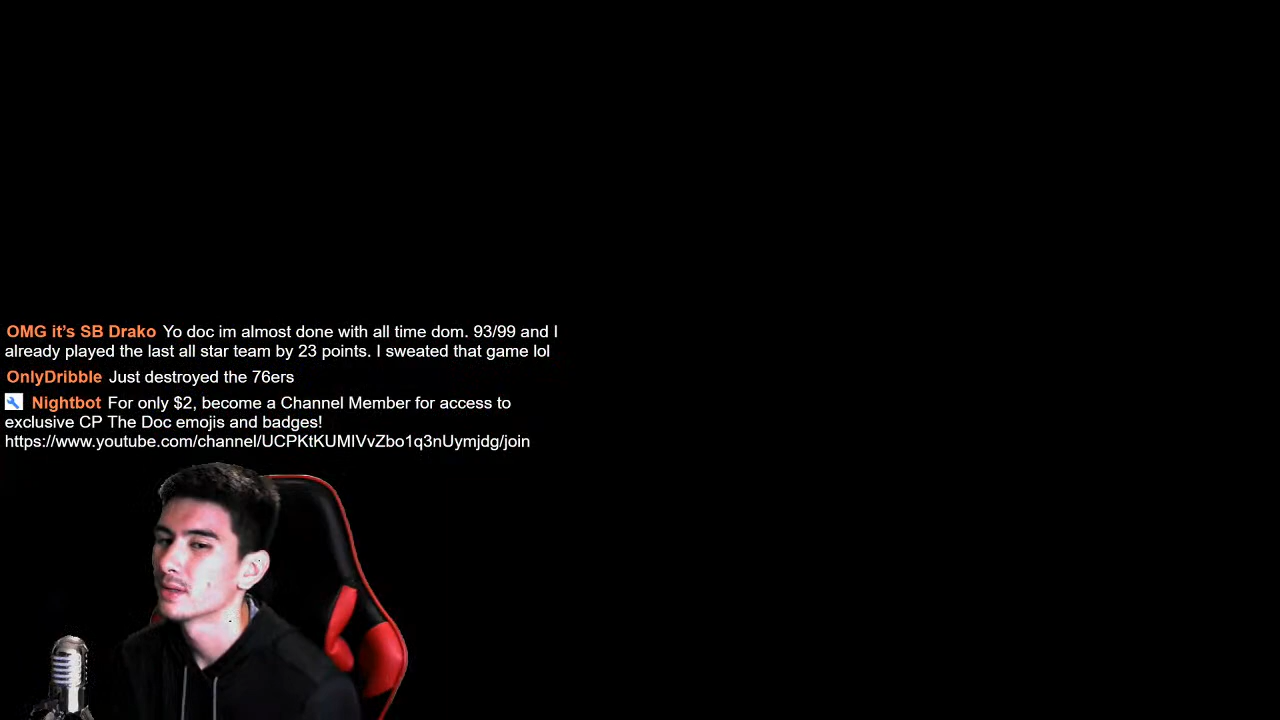 OMG it's SB Drako Yo doc im almost done with all time dom. 93/99 and I
already played the last all star team by 23 points. I sweated that game lol
OnlyDribble Just destroyed the 76ers
Nightbot For only $2, become a Channel Member for access to
exclusive CP The Doc emojis and badges!
https://www.youtube.com/channel/UCPKtKUMIVvZbo1q3nUymjdg/join